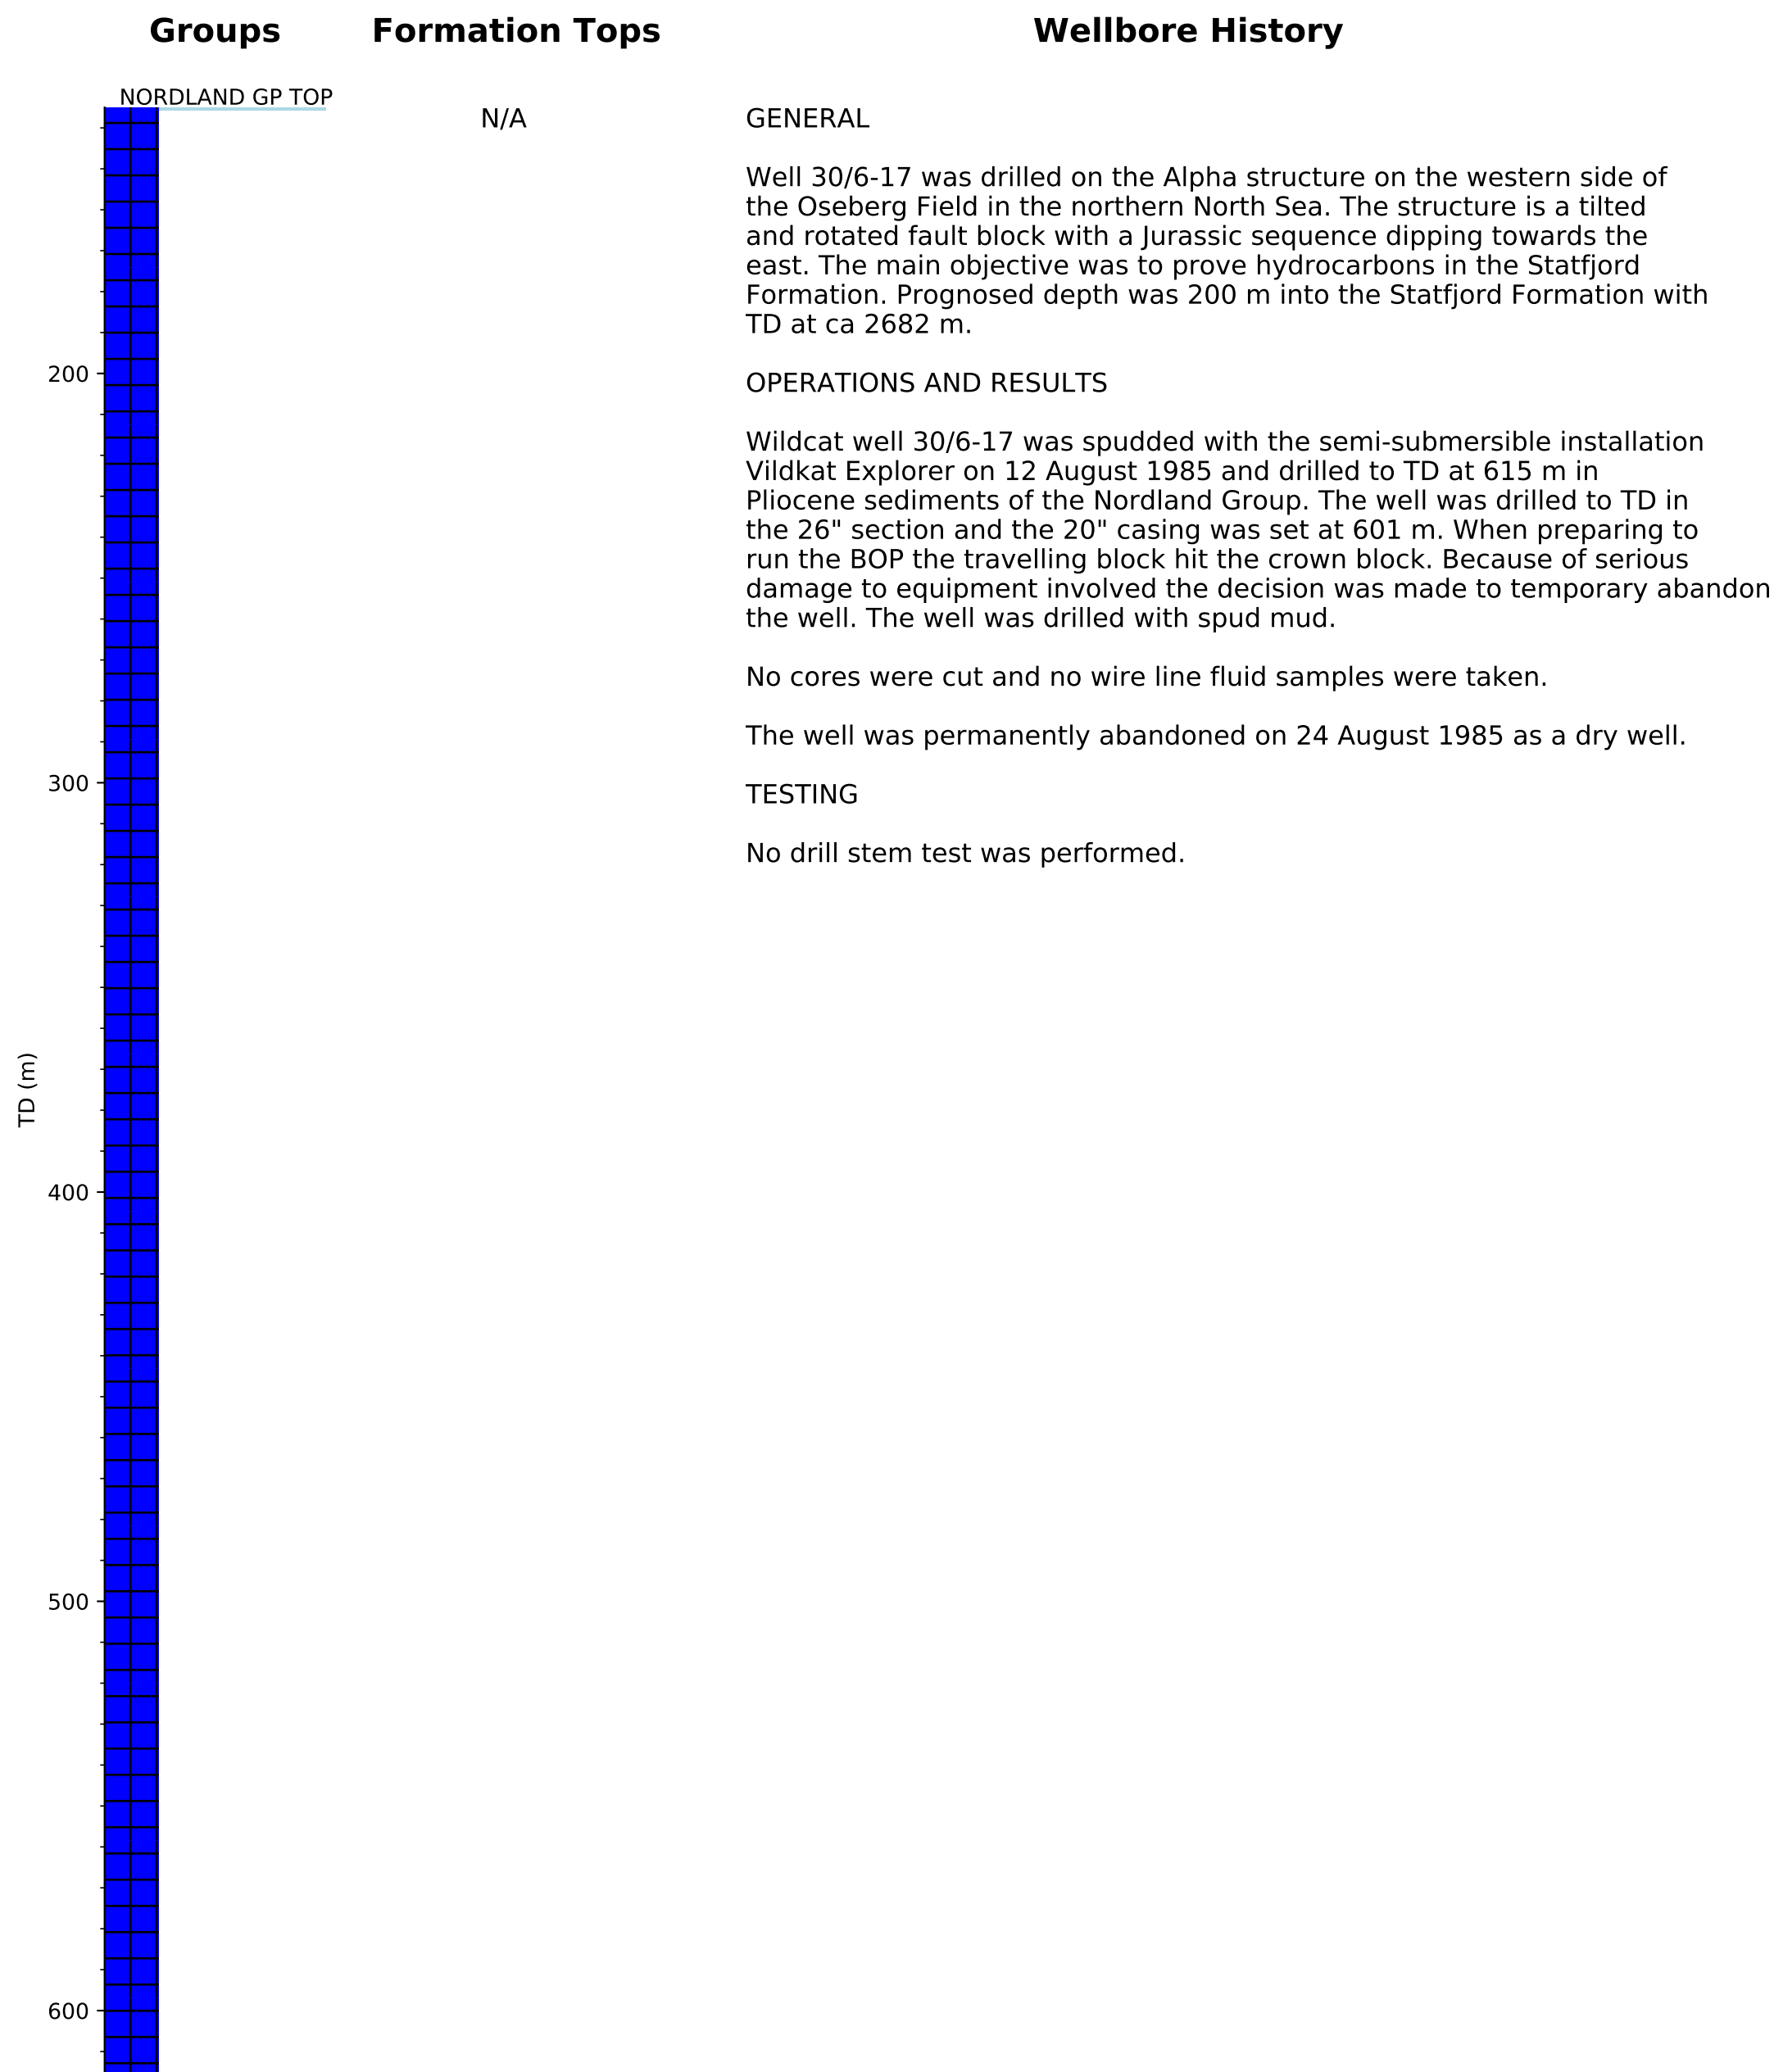 Groups
Formation Tops
Wellbore History
NORDLAND GP TOP
N/A
GENERAL
Well 30/6-17 was drilled on the Alpha structure on the western side of
the Oseberg Field in the northern North Sea. The structure is a tilted
and rotated fault block with a Jurassic sequence dipping towards the
east. The main objective was to prove hydrocarbons in the Statfjord
Formation. Prognosed depth was 200 m into the Statfjord Formation with
TD at ca 2682 m.
OPERATIONS AND RESULTS
Wildcat well 30/6-17 was spudded with the semi-submersible installation
Vildkat Explorer on 12 August 1985 and drilled to TD at 615 m in
Pliocene sediments of the Nordland Group. The well was drilled to TD in
the 26" section and the 20" casing was set at 601 m. When preparing to
run the BOP the travelling block hit the crown block. Because of serious
damage to equipment involved the decision was made to temporary abandon
the well. The well was drilled with spud mud.
No cores were cut and no wire line fluid samples were taken.
The well was permanently abandoned on 24 August 1985 as a dry well.
TESTING
No drill stem test was performed.
200
300
TD (m)
400
500
600